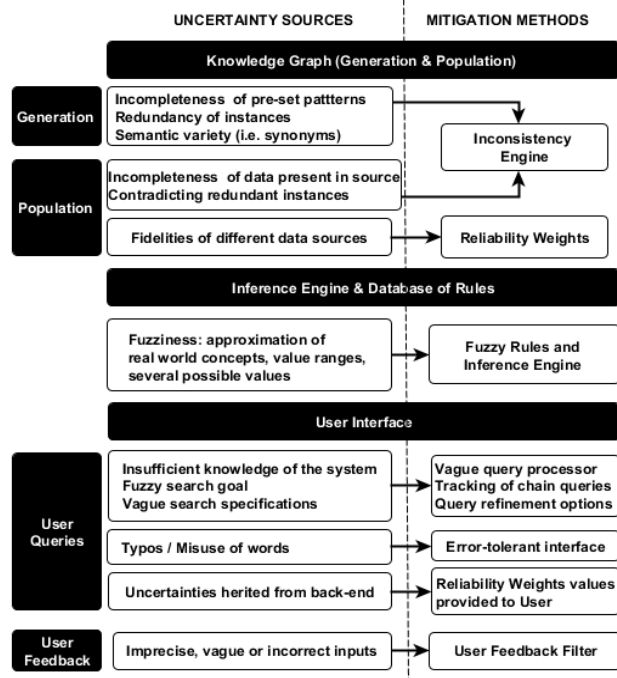 UNCERTAINTY SOURCES
MITIGATION METHODS
Knowledge Graph (Generation & Population)
Generation
Incompleteness of pre-set pattterns
Redundancy of instances
Semantic variety (i.e. synonyms)
Inconsistency
Engine
Population
Incompleteness of data present in source
Contradicting redundant instances
Fidelities of different data sources
Reliability Weights
Inference Engine & Database of Rules
Fuzziness: approximation of
real world concepts, value ranges,
several possible values
Fuzzy Rules and
Inference Engine
User Interface
User
Queries
Insufficient knowledge of the system
Fuzzy search goal
Vague search specifications
Vague query processor
Tracking of chain queries
Query refinement options
Typos / Misuse of words
Error-tolerant interface
Uncertainties herited from back-end
Reliability Weights values
provided to User
User
Feedback
Imprecise, vague or incorrect inputs
User Feedback Filter